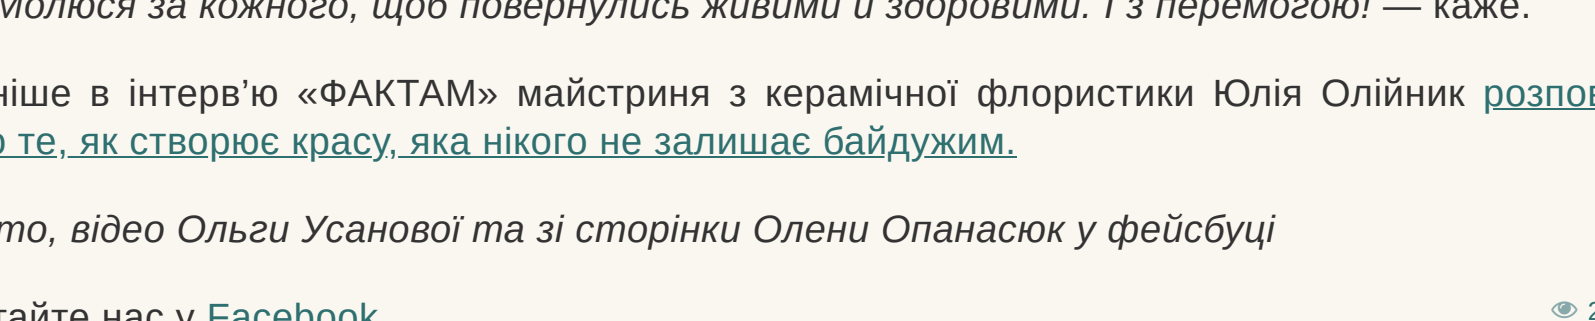 молюся за кожного, щоб повернулись живими й здоровими. І з перемогою! — каже.
ніше в інтерв’ю «ФАКТАМ» майстриня з керамічної флористики Юлія Олійник розпов
о те, як створює красу, яка нікого не залишає байдужим.
то, відео Ольги Усанової та зі сторінки Олени Опанасюк у фейсбуці
тайте нас у Facebook